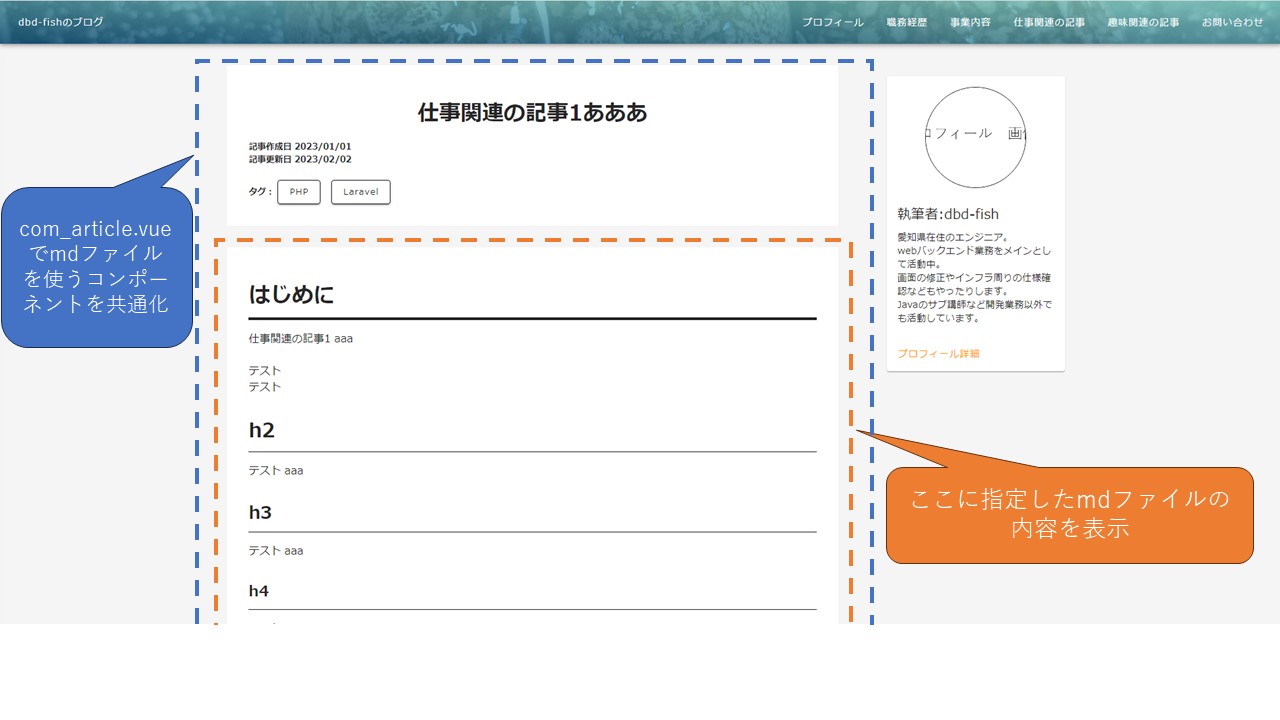 dbd-fishのブログ
プロフィール 職務経歴 事業内容 仕事関連の記事 趣味関連の記事 お問い合わせ
仕事関連の記事1あああ
記事作成日 2023/01/01
記事更新日 2023/02/02
タグ： PHP Laravel
com_article.vue
でmdファイル
を使うコンポー
ネントを共通化
はじめに
仕事関連の記事1 aaa
テスト
テスト
h2
テスト aaa
h3
テスト aaa
h4
フィール 画
執筆者:dbd-fish
愛知県在住のエンジニア。
webバックエンド業務をメインとし
て活動中。
画面の修正やインフラ周りの仕様確
認などもやったりします。
Javaのサブ講師など開発業務以外で
も活動しています。
プロフィール詳細
ここに指定したmdファイルの
内容を表示